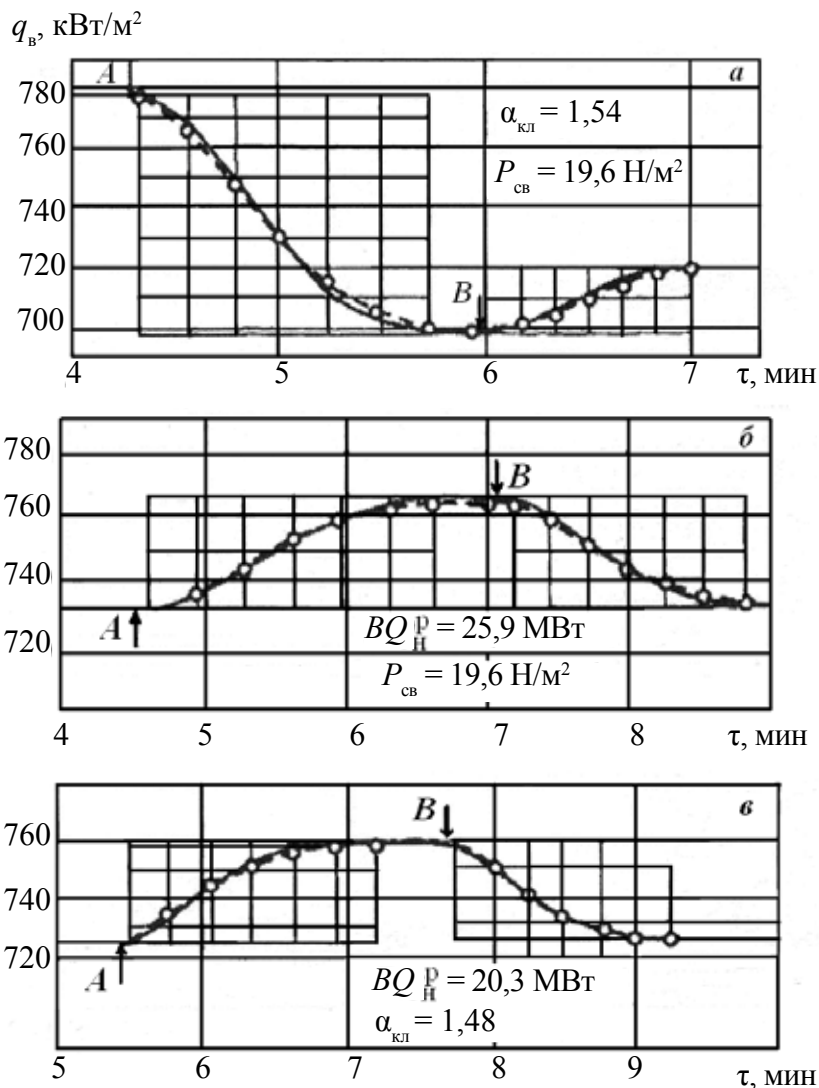 q_в, кВт/м²
A
а
780
α_кл = 1,54
760
P_св = 19,6 Н/м²
740
720
B
700
4 5 6 7 τ, мин
780
б
B
760
740
A
BQ_н^р = 25,9 МВт
720
P_св = 19,6 Н/м²
4 5 6 7 8 τ, мин
B
в
760
740
720
A
BQ_н^р = 20,3 МВт
α_кл = 1,48
5 6 7 8 9 τ, мин